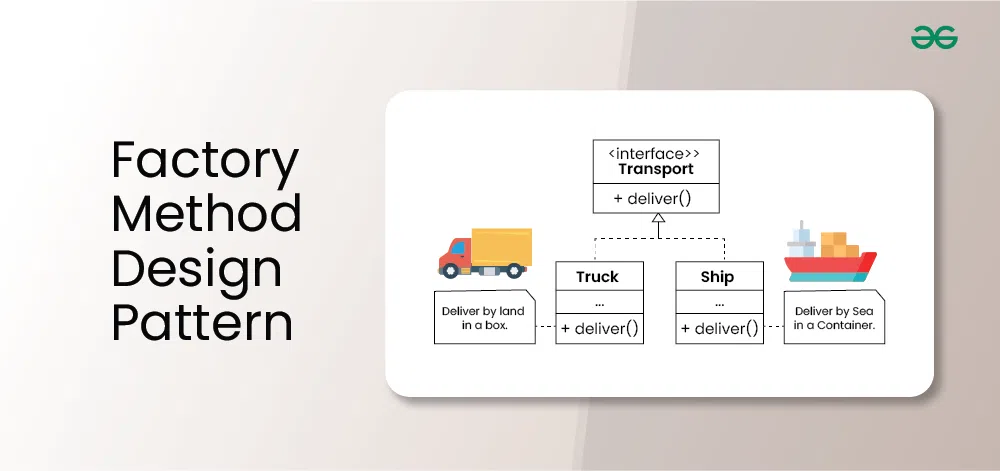 Factory
Method
Design
Pattern
<interface>>
Transport
+ deliver()
Truck
...
+ deliver()
Ship
...
+ deliver()
Deliver by land
in a box.
Deliver by Sea
in a Container.